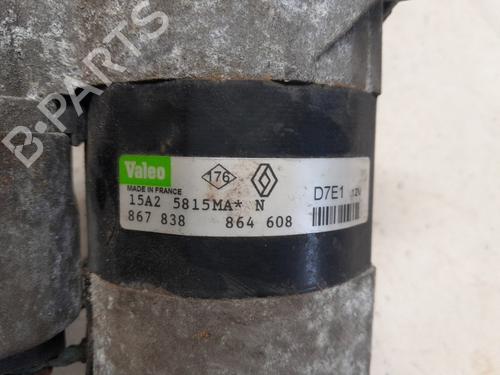 B-PARTS
Valeo
MADE IN FRANCE
176
D7E1 12V
15A2 5815MA* N
867 838 864 608